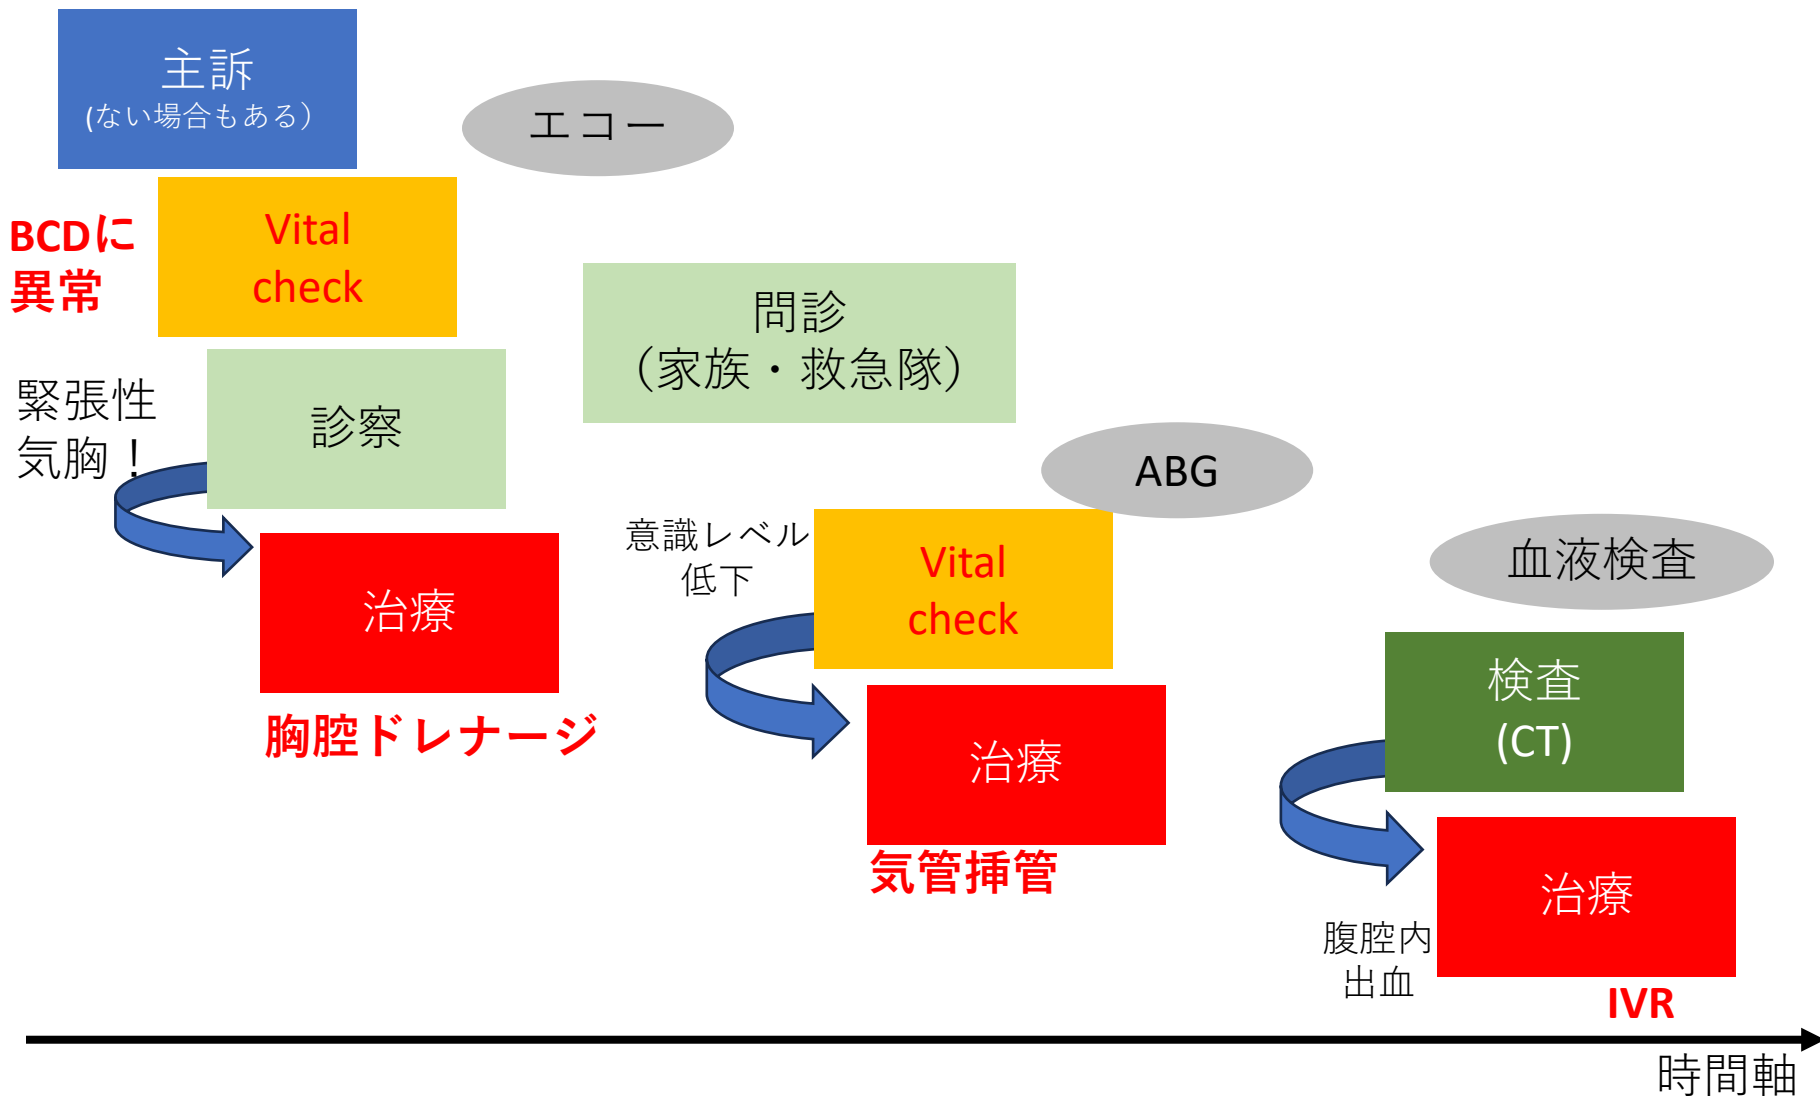 主訴
(ない場合もある）
エコー
BCDに
異常
Vital
check
問診
（家族・救急隊）
緊張性
気胸！
診察
ABG
意識レベル
低下
Vital
check
血液検査
治療
胸腔ドレナージ
検査
(CT)
治療
気管挿管
治療
腹腔内
出血
IVR
時間軸